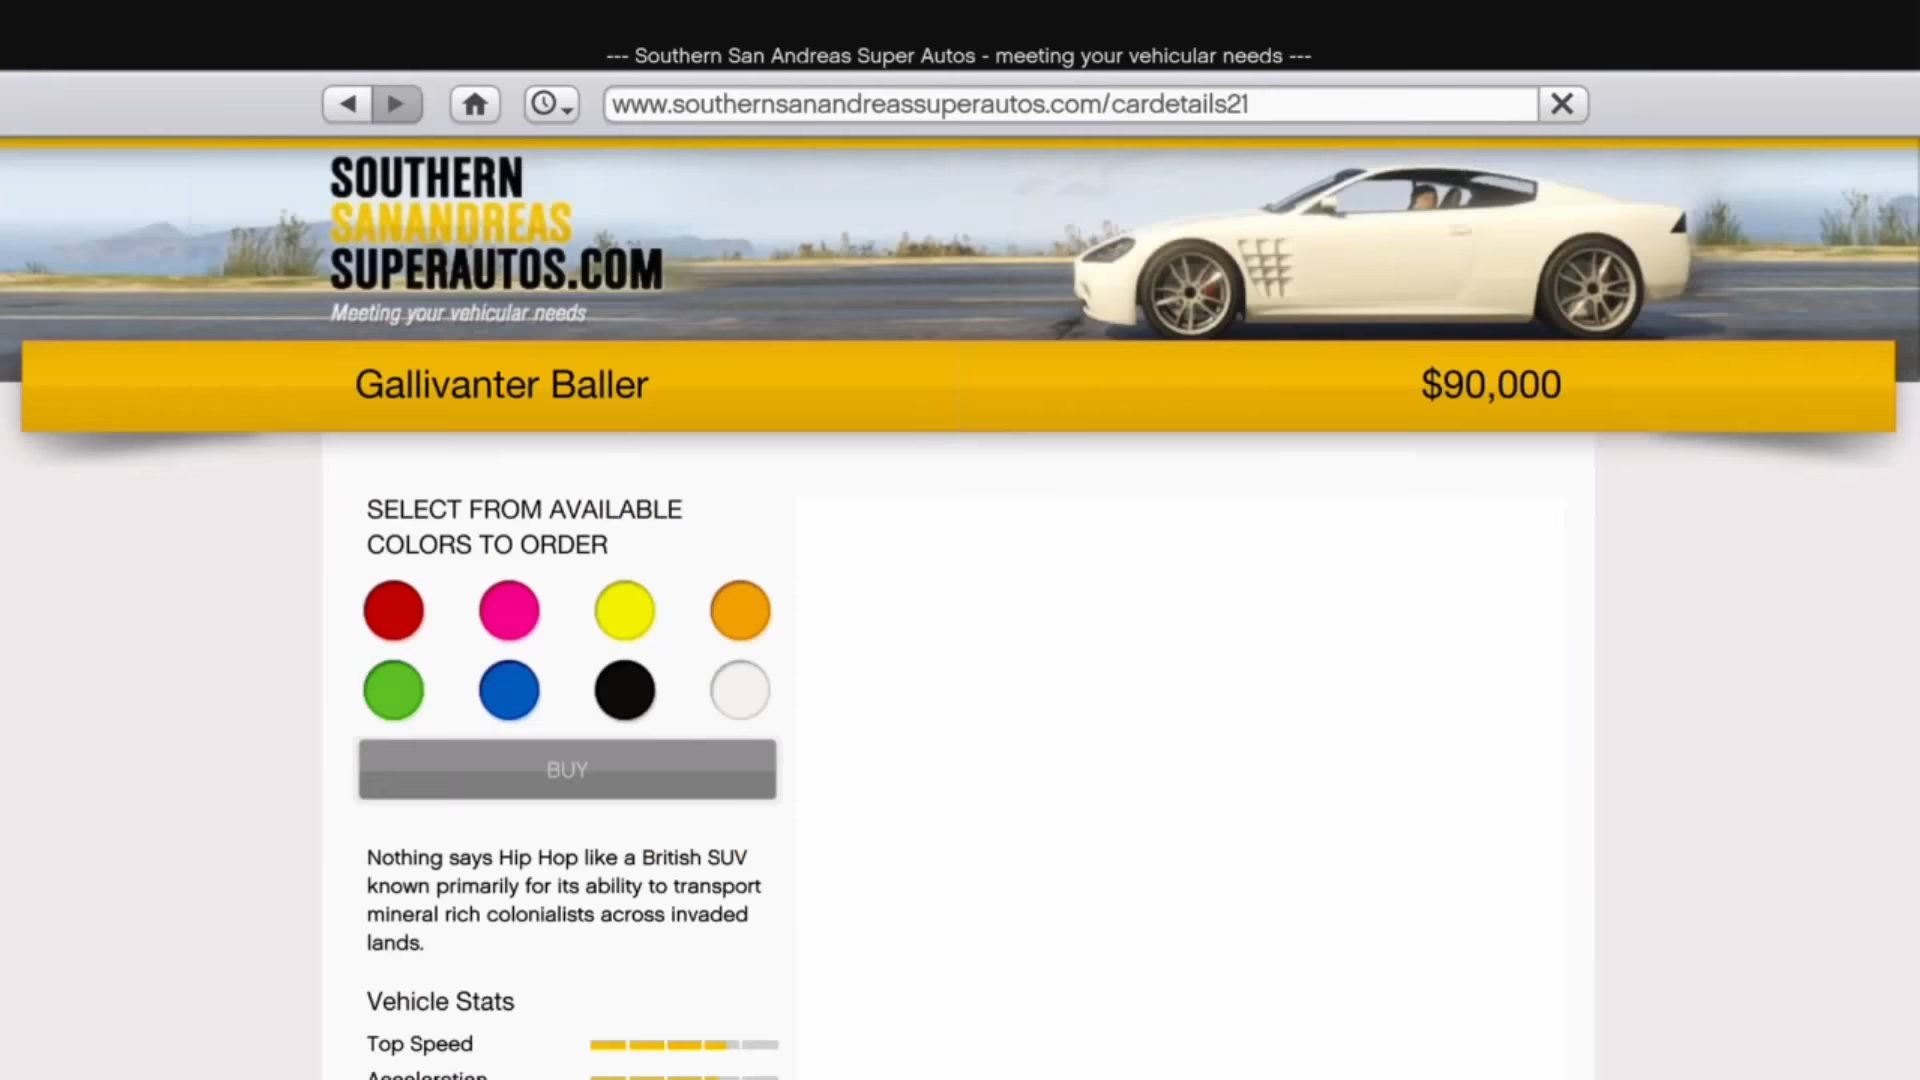 --- Southern San Andreas Super Autos - meeting your vehicular needs ---
www.southernsanandreassuperautos.com/cardetails21
SOUTHERN
SANANDREAS
SUPERAUTOS.COM
Meeting your vehicular needs
Gallivanter Baller
$90,000
SELECT FROM AVAILABLE
COLORS TO ORDER
BUY
Nothing says Hip Hop like a British SUV
known primarily for its ability to transport
mineral rich colonialists across invaded
lands.
Vehicle Stats
Top Speed
Acceleration